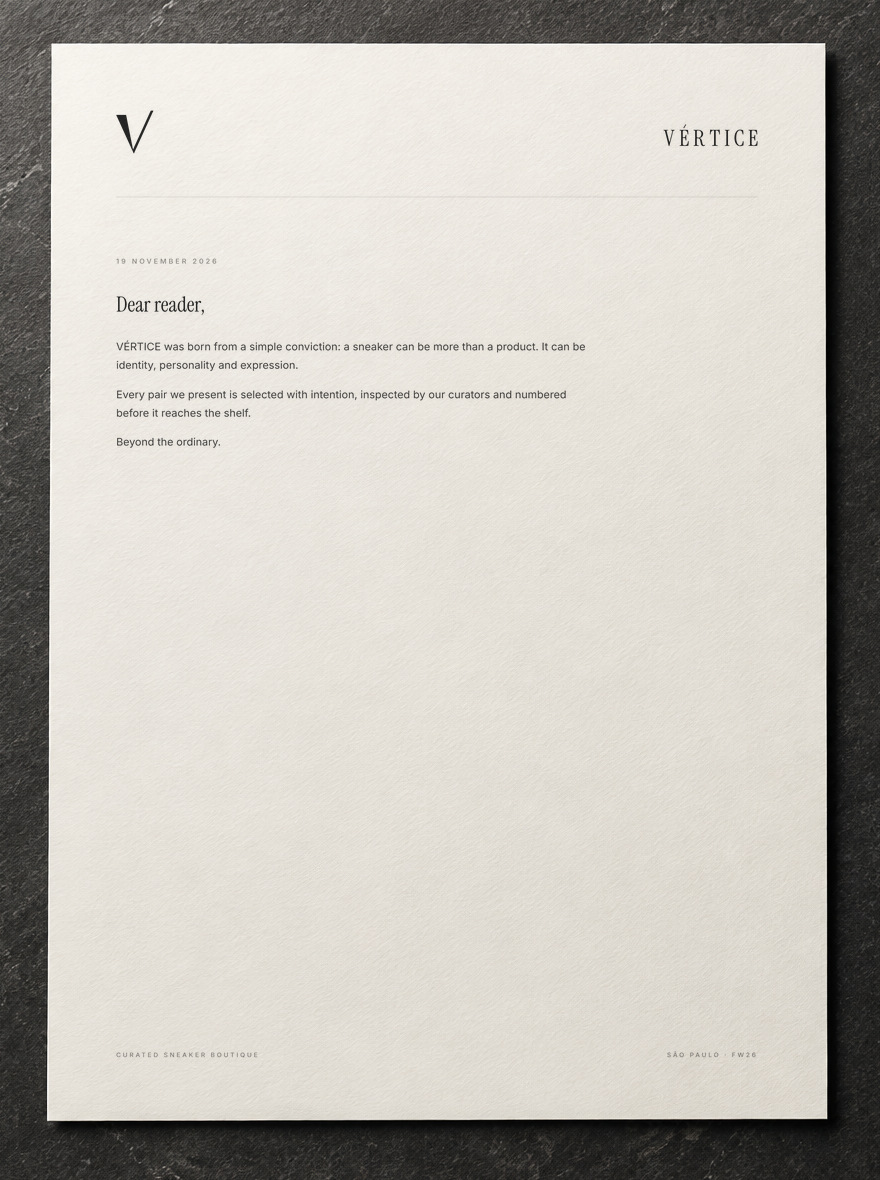 V
VÉRTICE
19 NOVEMBER 2026
Dear reader,
VÉRTICE was born from a simple conviction: a sneaker can be more than a product. It can be
identity, personality and expression.
Every pair we present is selected with intention, inspected by our curators and numbered
before it reaches the shelf.
Beyond the ordinary.
CURATED SNEAKER BOUTIQUE
SÃO PAULO · FW26